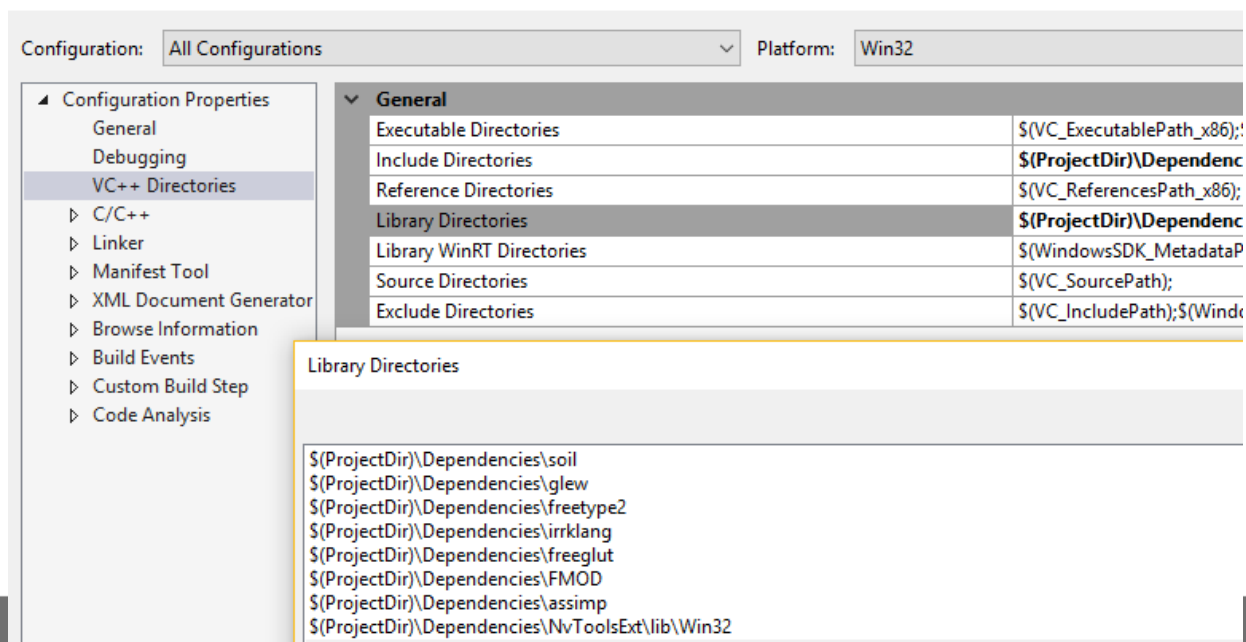 Configuration: All Configurations Platform: Win32
Configuration Properties
General
Debugging
VC++ Directories
C/C++
Linker
Manifest Tool
XML Document Generator
Browse Information
Build Events
Custom Build Step
Code Analysis
General
Executable Directories $(VC_ExecutablePath_x86);
Include Directories $(ProjectDir)\Dependenc
Reference Directories $(VC_ReferencesPath_x86);
Library Directories $(ProjectDir)\Dependenc
Library WinRT Directories $(WindowsSDK_MetadataP
Source Directories $(VC_SourcePath);
Exclude Directories $(VC_IncludePath);$(Windo
Library Directories
$(ProjectDir)\Dependencies\soil
$(ProjectDir)\Dependencies\glew
$(ProjectDir)\Dependencies\freetype2
$(ProjectDir)\Dependencies\irrklang
$(ProjectDir)\Dependencies\freeglut
$(ProjectDir)\Dependencies\FMOD
$(ProjectDir)\Dependencies\assimp
$(ProjectDir)\Dependencies\NvToolsExt\lib\Win32